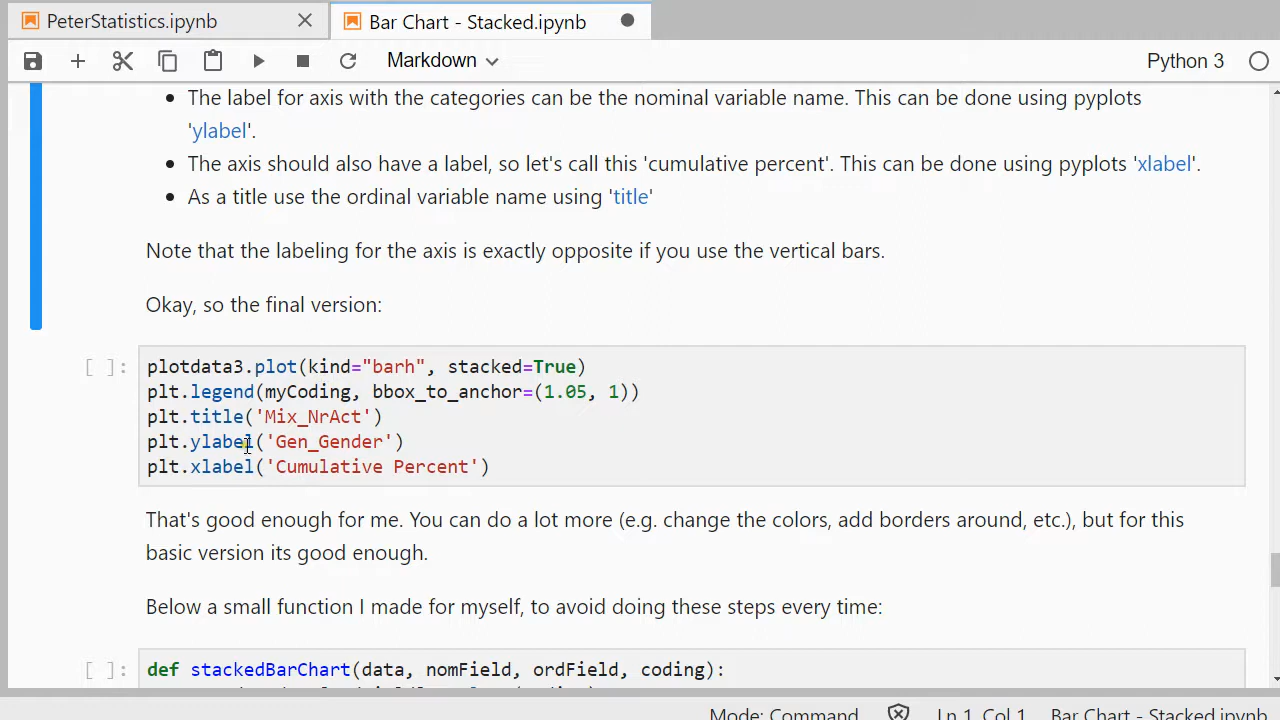 PeterStatistics.ipynb
Bar Chart - Stacked.ipynb
Markdown
Python 3
The label for axis with the categories can be the nominal variable name. This can be done using pyplots
'ylabel'.
The axis should also have a label, so let's call this 'cumulative percent'. This can be done using pyplots 'xlabel'.
As a title use the ordinal variable name using 'title'
Note that the labeling for the axis is exactly opposite if you use the vertical bars.
Okay, so the final version:
[ ]:
plotdata3.plot(kind="barh", stacked=True)
plt.legend(myCoding, bbox_to_anchor=(1.05, 1))
plt.title('Mix_NrAct')
plt.ylabel('Gen_Gender')
plt.xlabel('Cumulative Percent')
That's good enough for me. You can do a lot more (e.g. change the colors, add borders around, etc.), but for this
basic version its good enough.
Below a small function I made for myself, to avoid doing these steps every time:
[ ]:
def stackedBarChart(data, nomField, ordField, coding):
Mode: Command
Ln 1, Col 1
Bar Chart - Stacked.ipynb